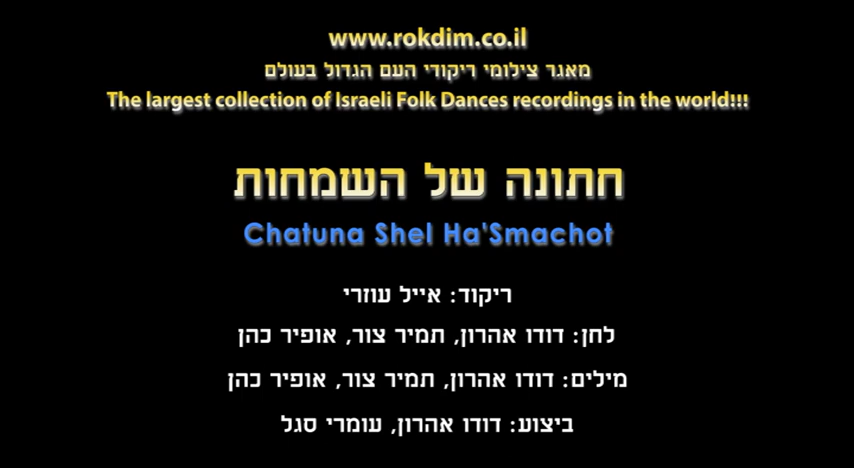 www.rokdim.co.il
מאגר צילומי ריקודי העם הגדול בעולם
The largest collection of Israeli Folk Dances recordings in the world!!!
חתונה של השמחות
Chatuna Shel Ha'Smachot
ריקוד: אייל עוזרי
לחן: דודו אהרון, תמיר צור, אופיר כהן
מילים: דודו אהרון, תמיר צור, אופיר כהן
ביצוע: דודו אהרון, עומרי סגל